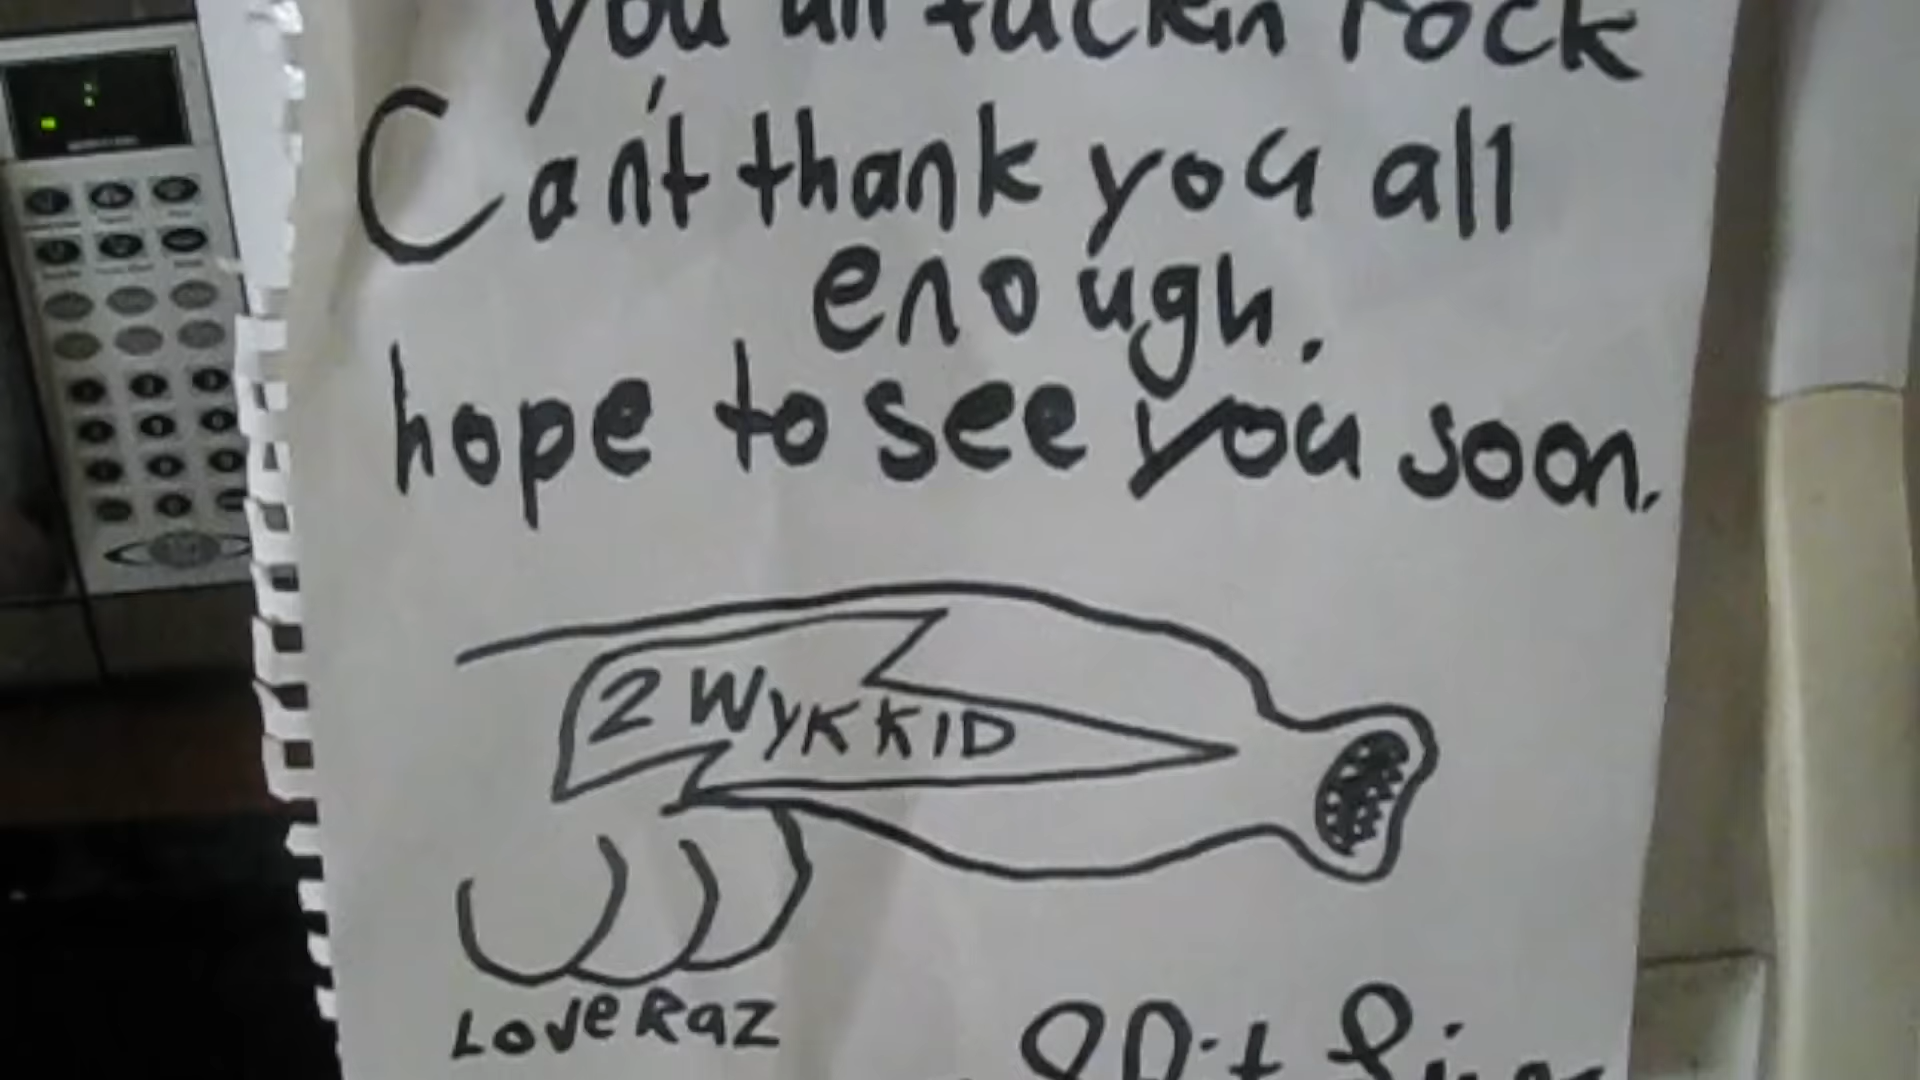 you all fuckin rock
Can't thank you all
enough.
hope to see you soon.
2 WYKKID
Love Raz